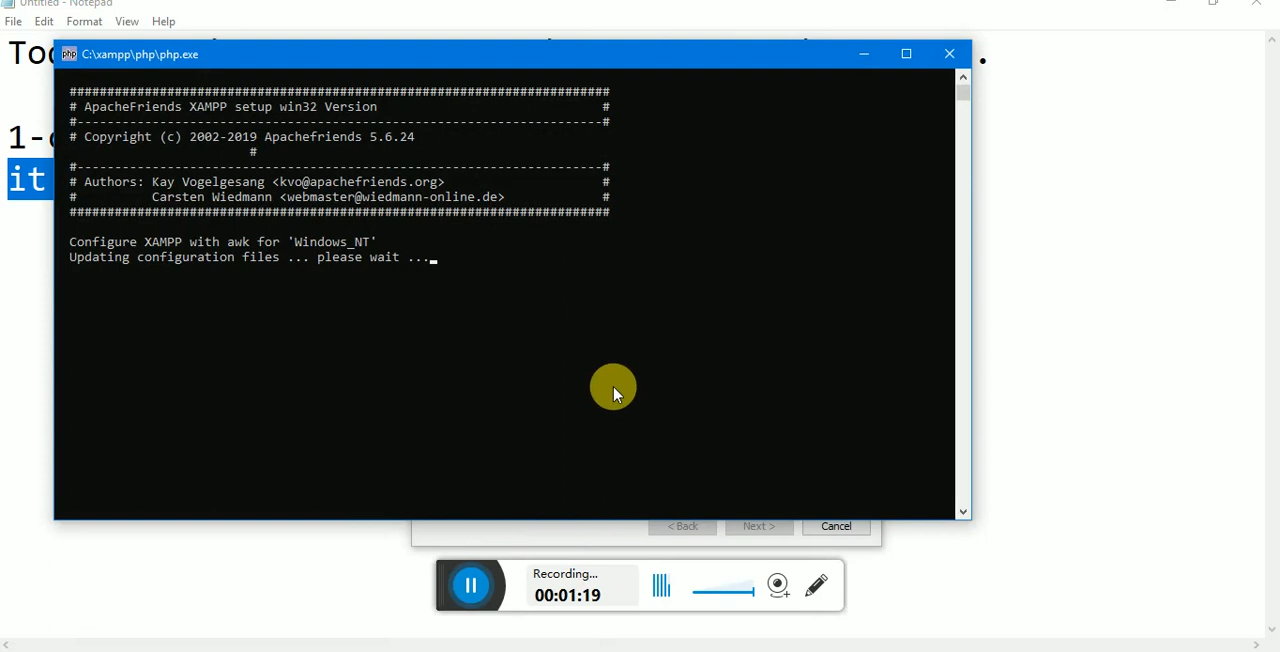 Untitled - Notepad
File Edit Format View Help
C:\xampp\php\php.exe
.
1-
it
########################################################################
# ApacheFriends XAMPP setup win32 Version #
#----------------------------------------------------------------------#
# Copyright (c) 2002-2019 Apachefriends 5.6.24
#
#----------------------------------------------------------------------#
# Authors: Kay Vogelgesang <kvo@apachefriends.org> #
# Carsten Wiedmann <webmaster@wiedmann-online.de> #
########################################################################
Configure XAMPP with awk for 'Windows_NT'
Updating configuration files ... please wait ...
< Back Next > Cancel
Recording...
00:01:19